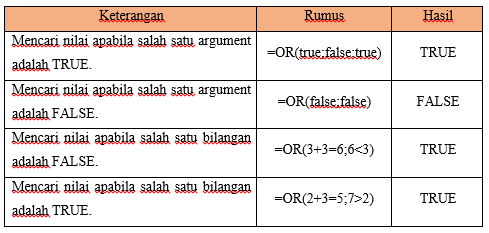 Keterangan Rumus Hasil
Mencari nilai apabila salah satu argument
adalah TRUE.
=OR(true;false;true) TRUE
Mencari nilai apabila salah satu argument
adalah FALSE.
=OR(false;false) FALSE
Mencari nilai apabila salah satu bilangan
adalah FALSE.
=OR(3+3=6;6<3) TRUE
Mencari nilai apabila salah satu bilangan
adalah TRUE.
=OR(2+3=5;7>2) TRUE